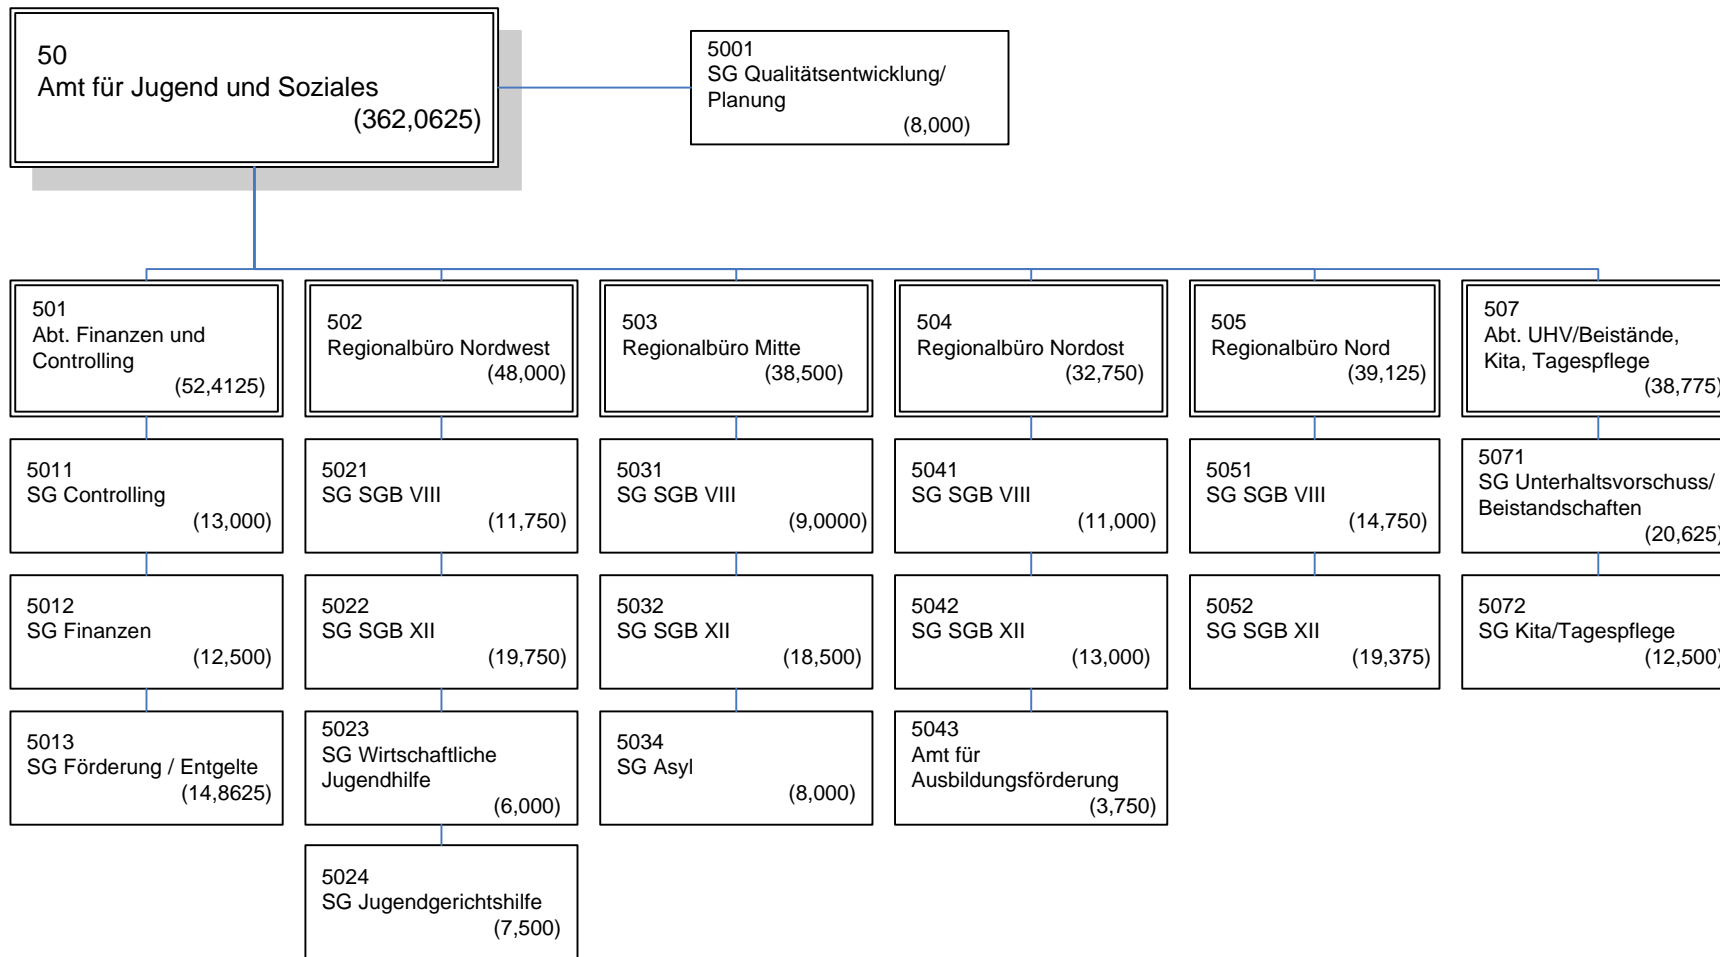 50
Amt für Jugend und Soziales
(362,0625)
5001
SG Qualitätsentwicklung/
Planung
(8,000)
501
Abt. Finanzen und
Controlling
(52,4125)
502
Regionalbüro Nordwest
(48,000)
503
Regionalbüro Mitte
(38,500)
504
Regionalbüro Nordost
(32,750)
505
Regionalbüro Nord
(39,125)
507
Abt. UHV/Beistände,
Kita, Tagespflege
(38,775)
5011
SG Controlling
(13,000)
5021
SG SGB VIII
(11,750)
5031
SG SGB VIII
(9,0000)
5041
SG SGB VIII
(11,000)
5051
SG SGB VIII
(14,750)
5071
SG Unterhaltsvorschuss/
Beistandschaften
(20,625)
5012
SG Finanzen
(12,500)
5022
SG SGB XII
(19,750)
5032
SG SGB XII
(18,500)
5042
SG SGB XII
(13,000)
5052
SG SGB XII
(19,375)
5072
SG Kita/Tagespflege
(12,500)
5013
SG Förderung / Entgelte
(14,8625)
5023
SG Wirtschaftliche
Jugendhilfe
(6,000)
5034
SG Asyl
(8,000)
5043
Amt für
Ausbildungsförderung
(3,750)
5024
SG Jugendgerichtshilfe
(7,500)